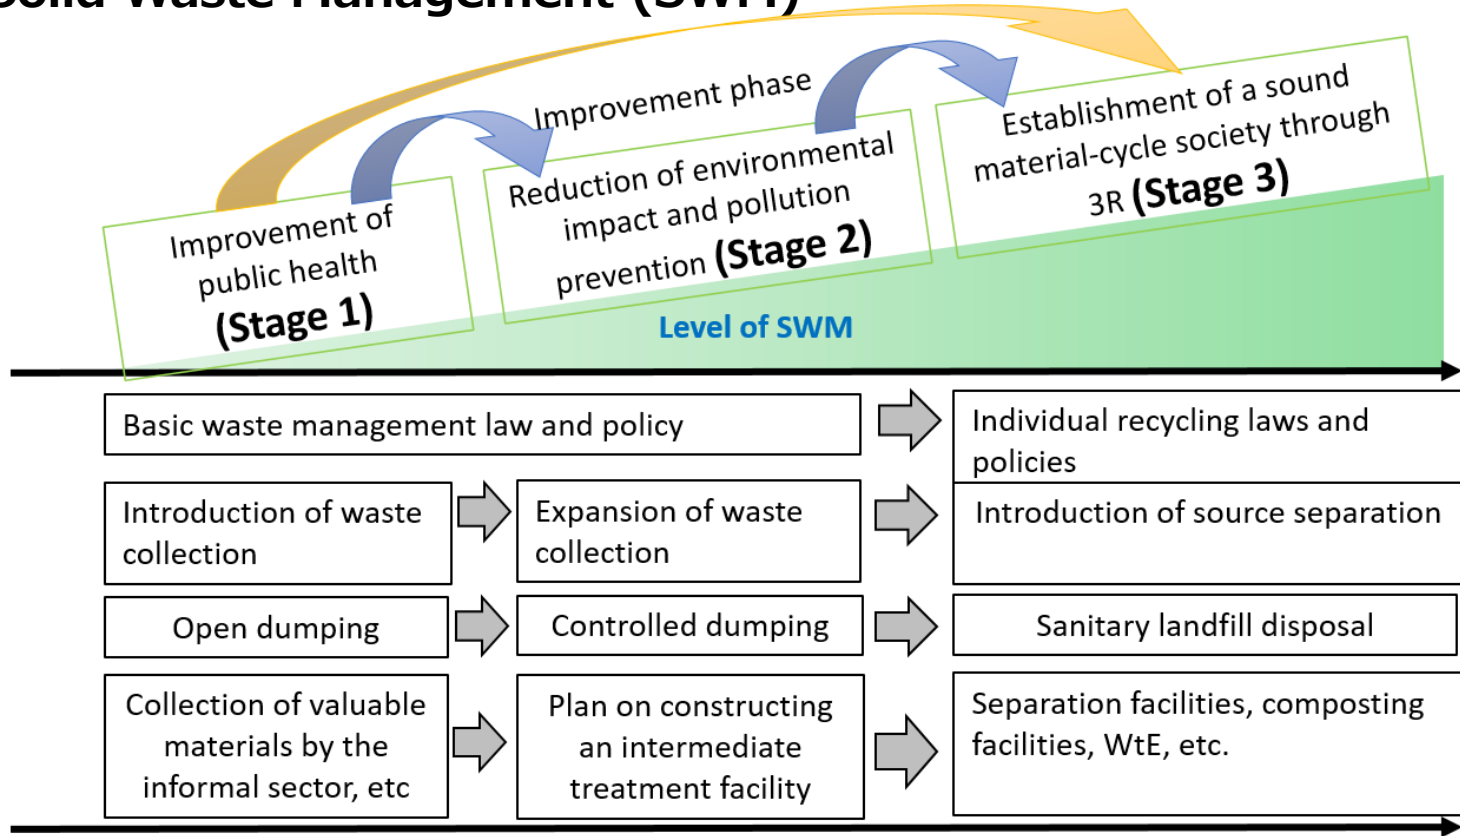 Solid Waste Management (SWM)
Improvement phase
Improvement of
public health
(Stage 1)
Reduction of environmental
impact and pollution
prevention (Stage 2)
Establishment of a sound
material-cycle society through
3R (Stage 3)
Level of SWM
Basic waste management law and policy
Individual recycling laws and
policies
Introduction of waste
collection
Expansion of waste
collection
Introduction of source separation
Open dumping
Controlled dumping
Sanitary landfill disposal
Collection of valuable
materials by the
informal sector, etc
Plan on constructing
an intermediate
treatment facility
Separation facilities, composting
facilities, WtE, etc.